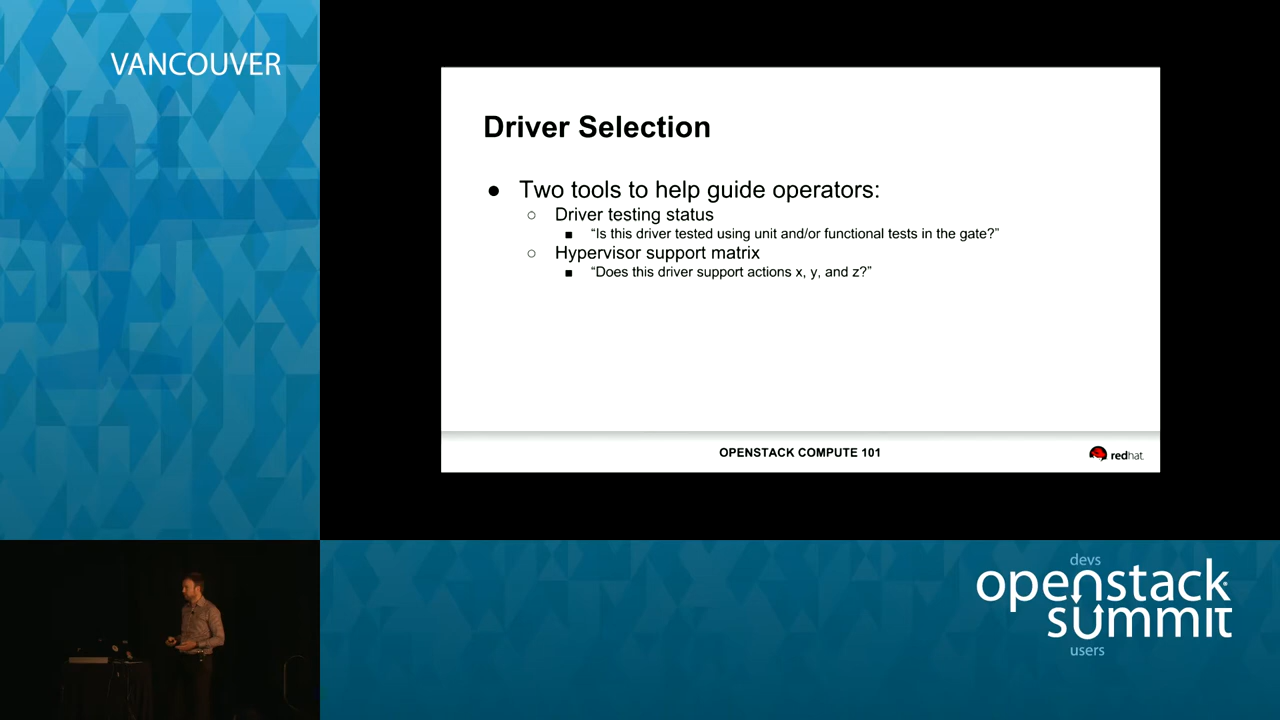 VANCOUVER
Driver Selection
● Two tools to help guide operators:
○ Driver testing status
■ “Is this driver tested using unit and/or functional tests in the gate?”
○ Hypervisor support matrix
■ “Does this driver support actions x, y, and z?”
OPENSTACK COMPUTE 101
redhat
devs
openstack
summit
users